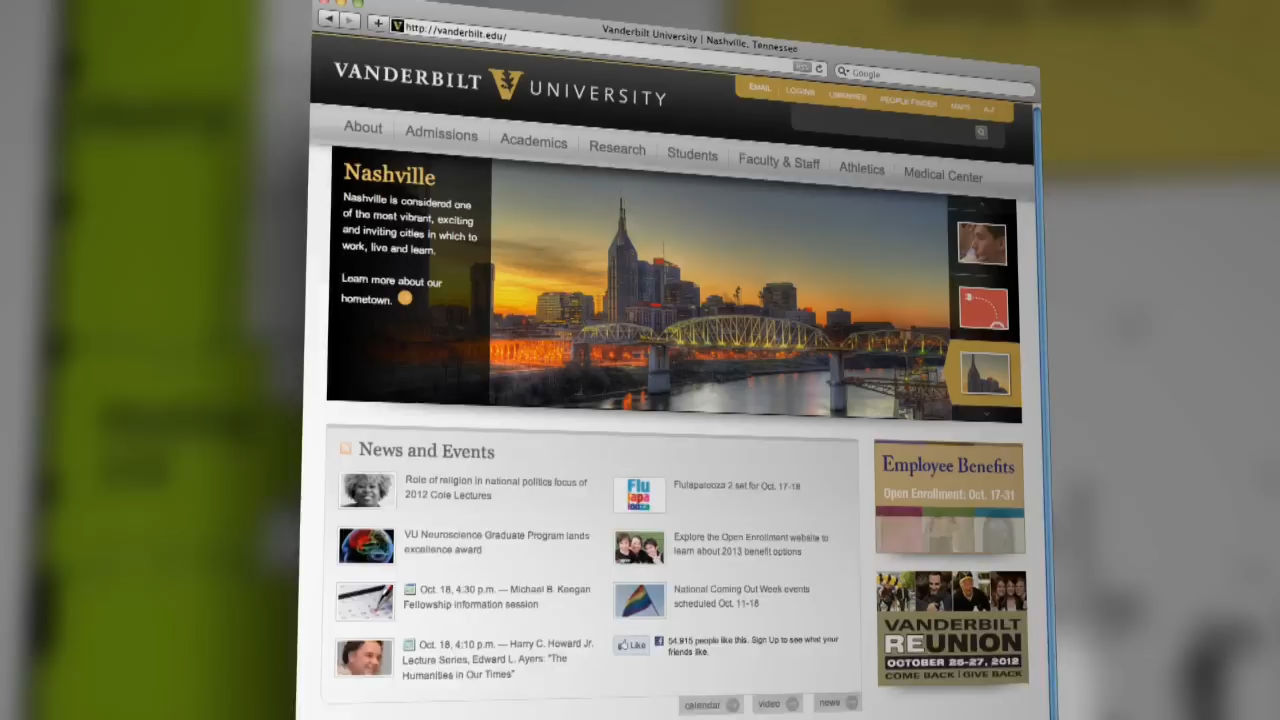 Vanderbilt University | Nashville, Tennessee
http://vanderbilt.edu/
RSS
Google
VANDERBILT V UNIVERSITY
EMAIL LOGINS LIBRARIES PEOPLE FINDER MAPS A-Z
About Admissions Academics Research Students Faculty & Staff Athletics Medical Center
Nashville
Nashville is considered one
of the most vibrant, exciting
and inviting cities in which to
work, live and learn.
Learn more about our
hometown.
News and Events
Role of religion in national politics focus of
2012 Cole Lectures
VU Neuroscience Graduate Program lands
excellence award
Oct. 18, 4:30 p.m. — Michael B. Keegan
Fellowship information session
Oct. 18, 4:10 p.m. — Harry C. Howard Jr.
Lecture Series, Edward L. Ayers: "The
Humanities in Our Times"
Flu
lapa
Flulapalooza 2 set for Oct. 17-18
Explore the Open Enrollment website to
learn about 2013 benefit options
National Coming Out Week events
scheduled Oct. 11-18
Like
54,915 people like this. Sign Up to see what your
friends like.
Employee Benefits
Open Enrollment: Oct. 17-31
VANDERBILT
REUNION
OCTOBER 26-27, 2012
COME BACK | GIVE BACK
calendar video news